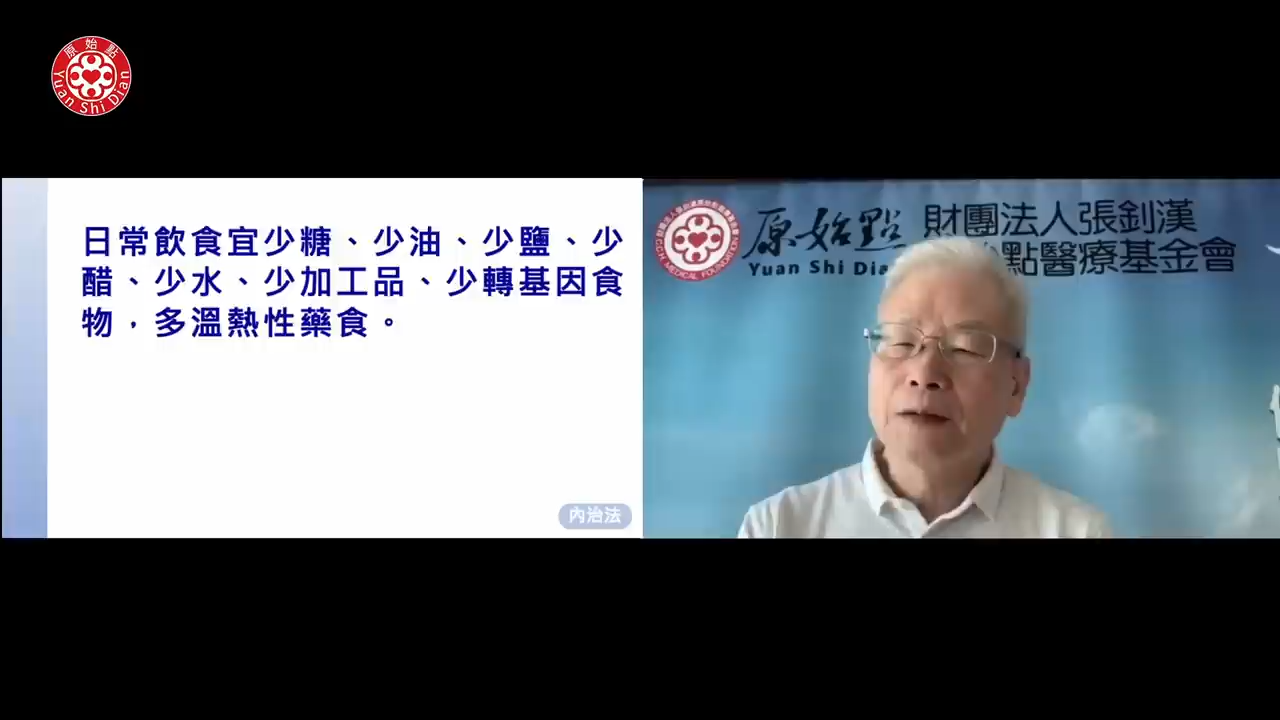 原始點
Yuan Shi Dian
日常飲食宜少糖、少油、少鹽、少
醋、少水、少加工品、少轉基因食
物，多溫熱性藥食。
內治法
原始點
Yuan Shi Dia
財團法人張釗漢
點醫療基金會